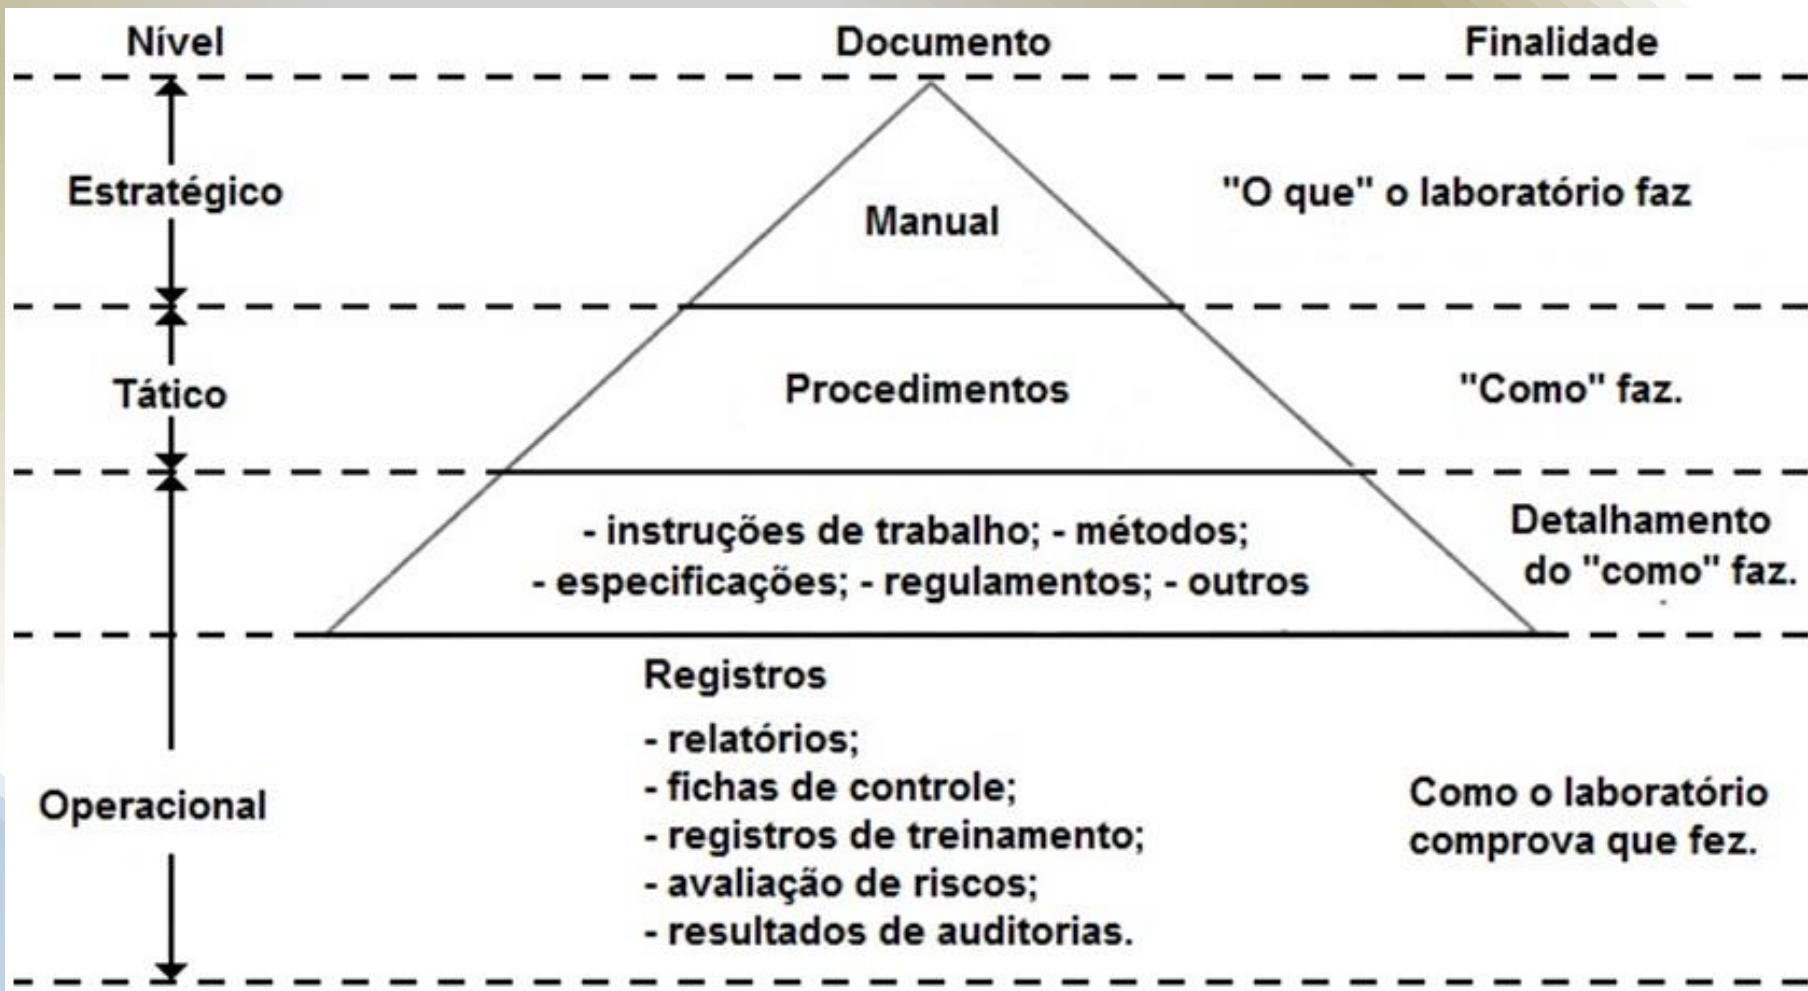 Nível Documento Finalidade
Estratégico Manual "O que" o laboratório faz
Tático Procedimentos "Como" faz.
- instruções de trabalho; - métodos;
- especificações; - regulamentos; - outros
Detalhamento
do "como" faz.
Operacional
Registros
- relatórios;
- fichas de controle;
- registros de treinamento;
- avaliação de riscos;
- resultados de auditorias.
Como o laboratório
comprova que fez.